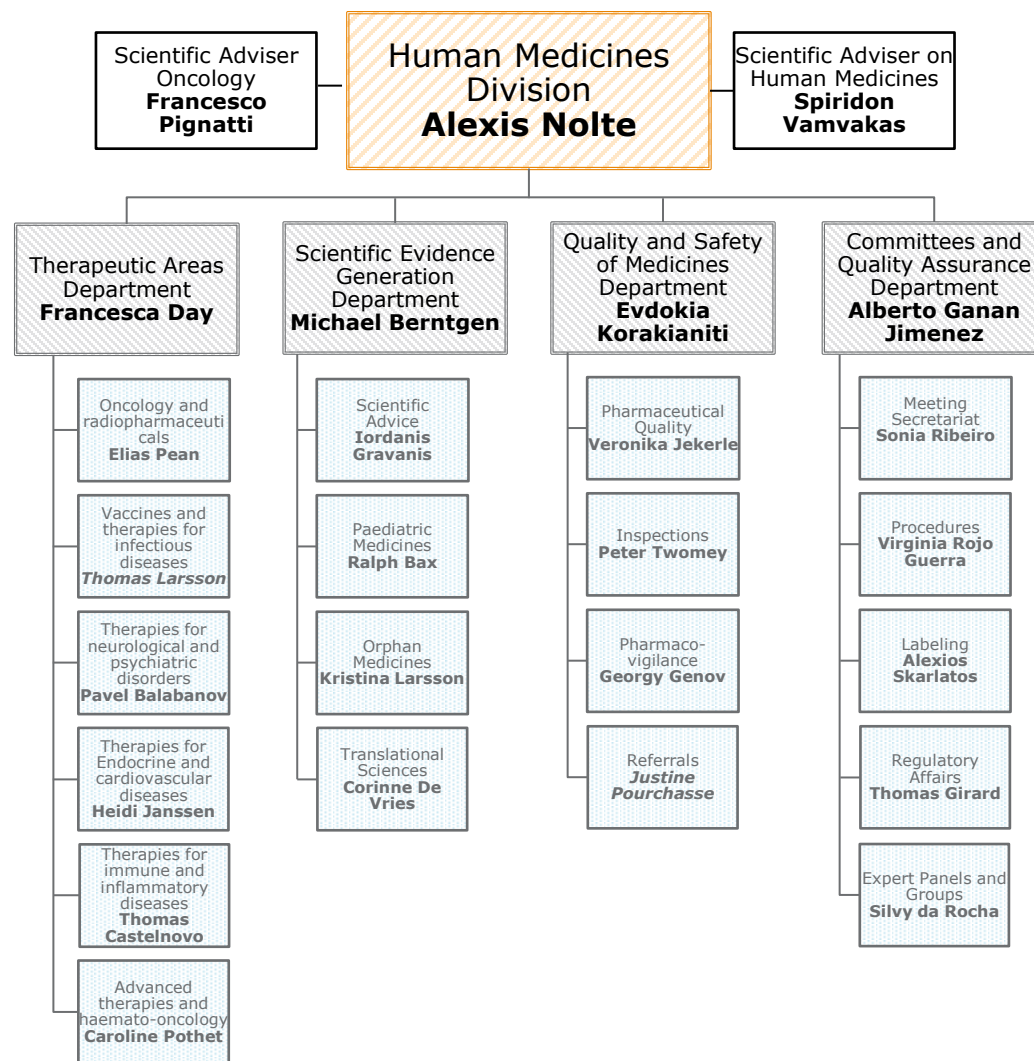 Scientific Adviser
Oncology
Francesco
Pignatti
Human Medicines
Division
Alexis Nolte
Scientific Adviser on
Human Medicines
Spiridon
Vamvakas
Therapeutic Areas
Department
Francesca Day
Scientific Evidence
Generation
Department
Michael Berntgen
Quality and Safety
of Medicines
Department
Evdokia
Korakianiti
Committees and
Quality Assurance
Department
Alberto Ganan
Jimenez
Oncology and
radiopharmaceuti
cals
Elias Pean
Vaccines and
therapies for
infectious
diseases
Thomas Larsson
Therapies for
neurological and
psychiatric
disorders
Pavel Balabanov
Therapies for
Endocrine and
cardiovascular
diseases
Heidi Janssen
Therapies for
immune and
inflammatory
diseases
Thomas
Castelnovo
Advanced
therapies and
haemato-oncology
Caroline Pothet
Scientific
Advice
Iordanis
Gravanis
Paediatric
Medicines
Ralph Bax
Orphan
Medicines
Kristina Larsson
Translational
Sciences
Corinne De
Vries
Pharmaceutical
Quality
Veronika Jekerle
Inspections
Peter Twomey
Pharmaco-
vigilance
Georgy Genov
Referrals
Justine
Pourchasse
Meeting
Secretariat
Sonia Ribeiro
Procedures
Virginia Rojo
Guerra
Labeling
Alexios
Skarlatos
Regulatory
Affairs
Thomas Girard
Expert Panels and
Groups
Silvy da Rocha